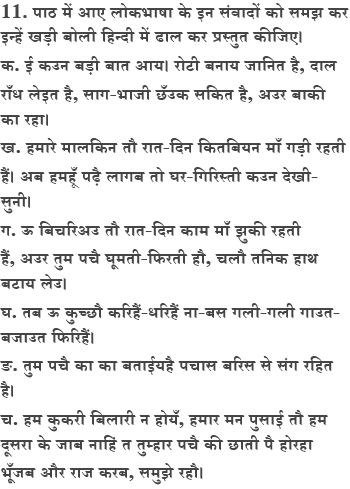 11. पाठ में आए लोकभाषा के इन संवादों को समझ कर
इन्हें खड़ी बोली हिन्दी में ढाल कर प्रस्तुत कीजिए।
क. ई कउन बड़ी बात आय। रोटी बनाय जानित है, दाल
राँध लेइत है, साग-भाजी छँउक सकित है, अउर बाकी
का रहा।
ख. हमारे मालकिन तौ रात-दिन कितबियन माँ गड़ी रहती
हैं। अब हमहूँ पढ़ै लागब तो घर-गिरिस्ती कउन देखी-
सुनी।
ग. ऊ बिचरिअउ तौ रात-दिन काम माँ झुकी रहती
हैं, अउर तुम पचै घूमती-फिरती हौ, चलौ तनिक हाथ
बटाय लेउ।
घ. तब ऊ कुच्छौ करिहैं-धरिहैं ना-बस गली-गली गाउत-
बजाउत फिरिहैं।
ङ. तुम पचै का का बताईयहै पचास बरिस से संग रहित
है।
च. हम कुकरी बिलारी न होयँ, हमार मन पुसाई तौ हम
दूसरा के जाब नाहिं त तुम्हार पचै की छाती पै होरहा
भूँजब और राज करब, समुझे रहौ।